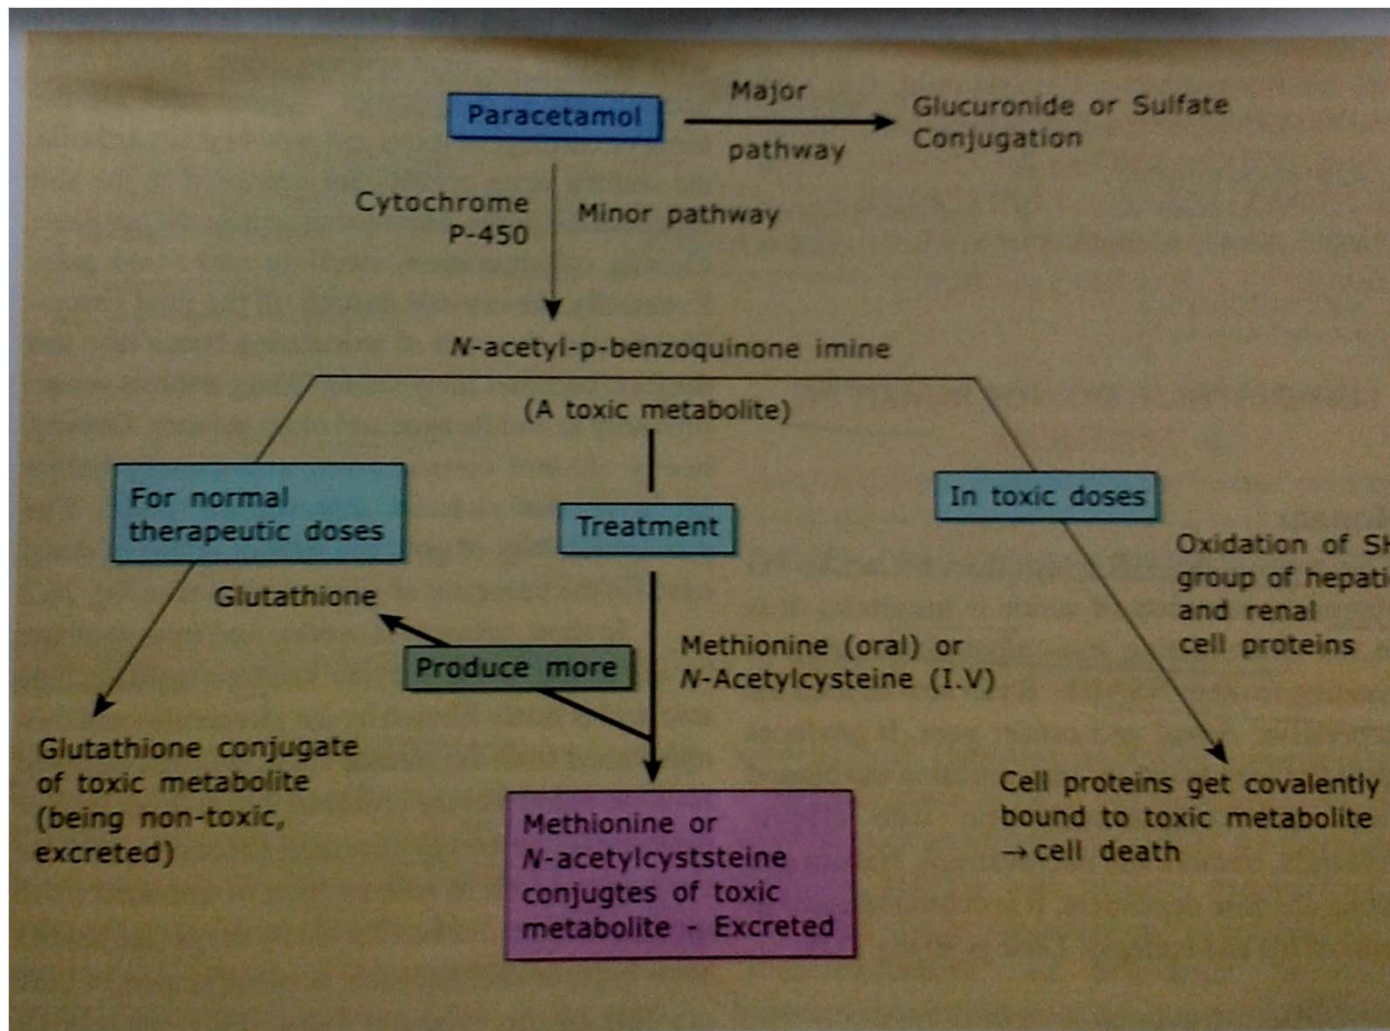 Paracetamol
Major
pathway
Glucuronide or Sulfate
Conjugation
Cytochrome
P-450
Minor pathway
N-acetyl-p-benzoquinone imine
(A toxic metabolite)
For normal
therapeutic doses
Treatment
In toxic doses
Oxidation of SH
group of hepati
and renal
cell proteins
Glutathione
Produce more
Methionine (oral) or
N-Acetylcysteine (I.V)
Glutathione conjugate
of toxic metabolite
(being non-toxic,
excreted)
Methionine or
N-acetylcyststeine
conjugtes of toxic
metabolite - Excreted
Cell proteins get covalently
bound to toxic metabolite
→ cell death